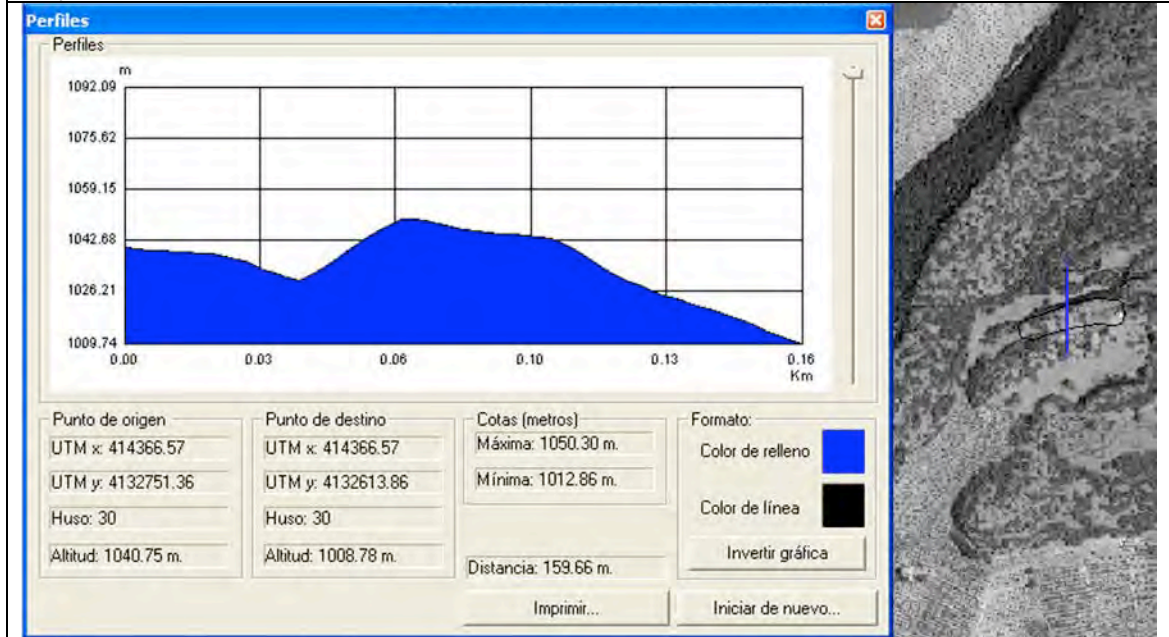 Perfiles
Perfiles
m
1092.09
1075.62
1059.15
1042.68
1026.21
1009.74
0.00 0.03 0.06 0.10 0.13 0.16
Km
Punto de origen
UTM x: 414366.57
UTM y: 4132751.36
Huso: 30
Altitud: 1040.75 m.
Punto de destino
UTM x: 414366.57
UTM y: 4132613.86
Huso: 30
Altitud: 1008.78 m.
Cotas (metros)
Máxima: 1050.30 m.
Mínima: 1012.86 m.
Distancia: 159.66 m.
Formato:
Color de relleno
Color de línea
Invertir gráfica
Imprimir...
Iniciar de nuevo...